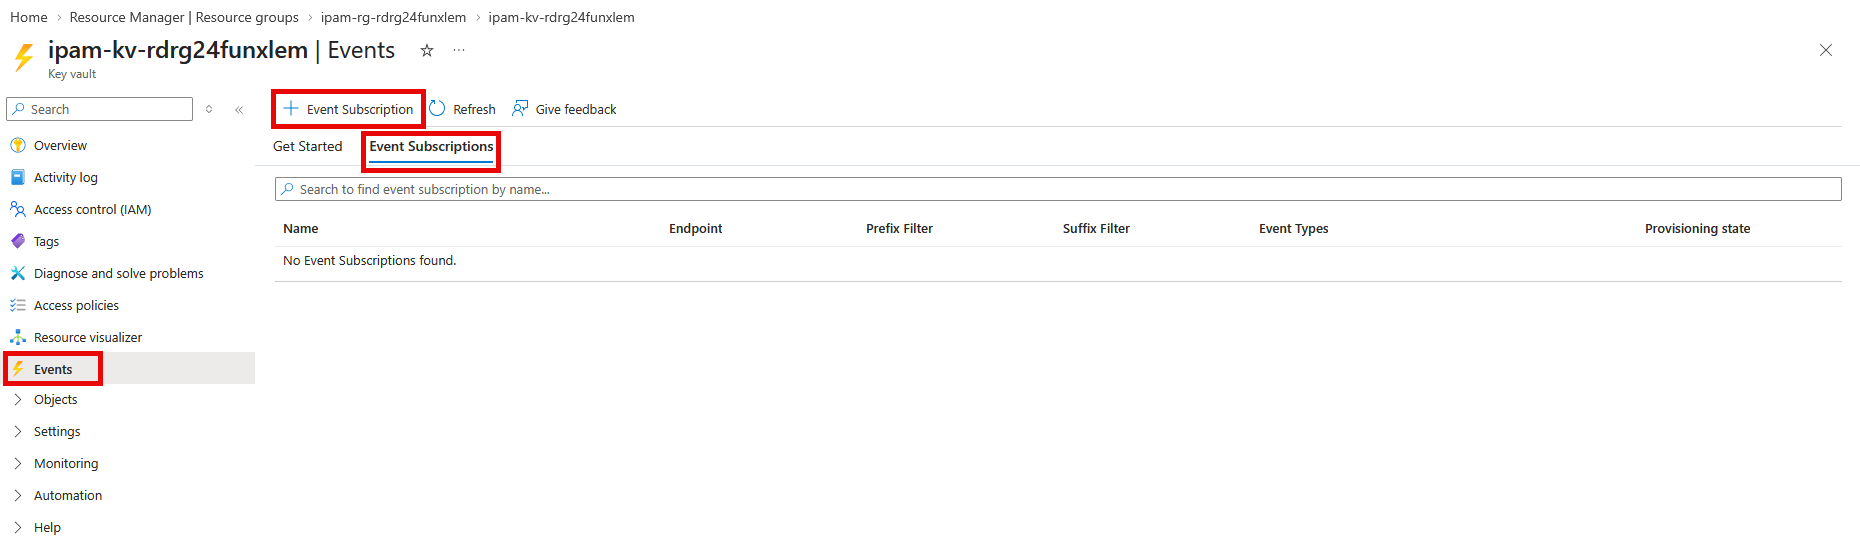 Home > Resource Manager | Resource groups > ipam-rg-rdrg24funxlem > ipam-kv-rdrg24funxlem
ipam-kv-rdrg24funxlem | Events
Key vault
Search
Overview
Activity log
Access control (IAM)
Tags
Diagnose and solve problems
Access policies
Resource visualizer
Events
Objects
Settings
Monitoring
Automation
Help
Event Subscription Refresh Give feedback
Get Started Event Subscriptions
Search to find event subscription by name...
Name Endpoint Prefix Filter Suffix Filter Event Types Provisioning state
No Event Subscriptions found.